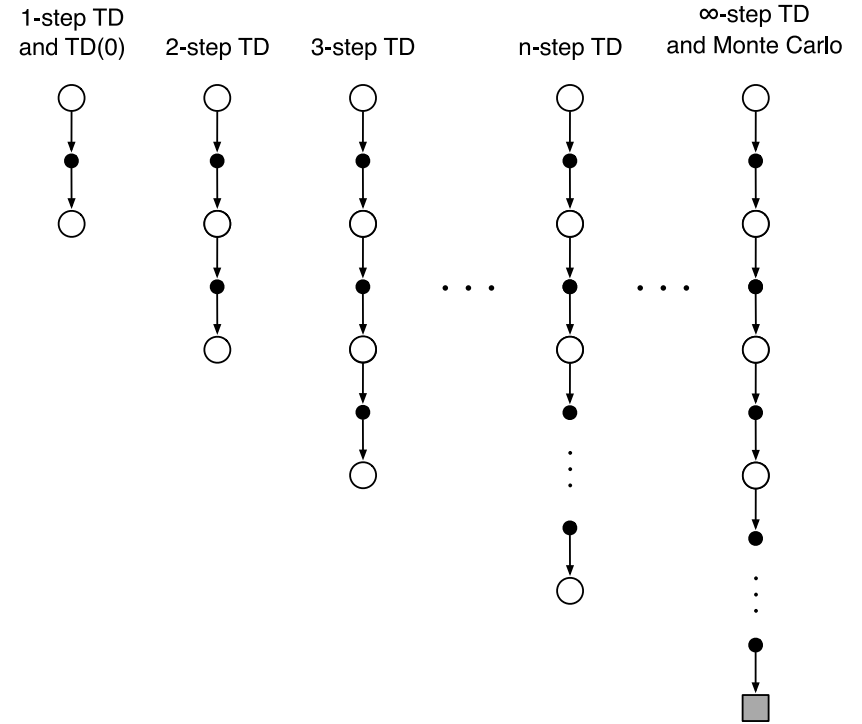 1-step TD
and TD(0)
2-step TD
3-step TD
n-step TD
∞-step TD
and Monte Carlo